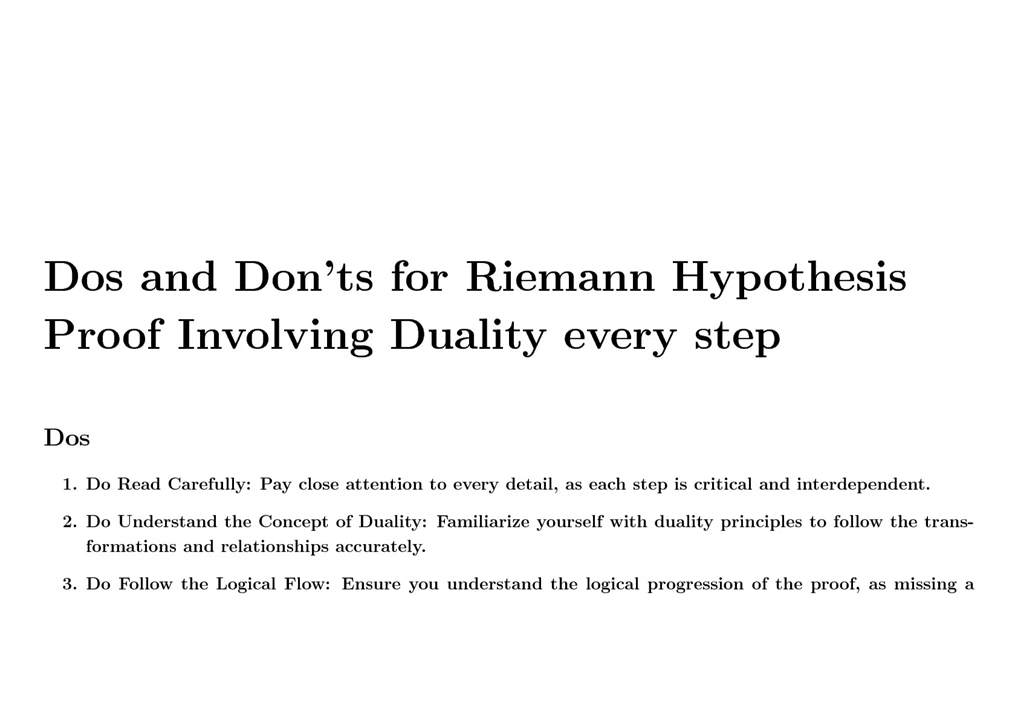 Dos and Don'ts for Riemann Hypothesis
Proof Involving Duality every step
Dos
1. Do Read Carefully: Pay close attention to every detail, as each step is critical and interdependent.
2. Do Understand the Concept of Duality: Familiarize yourself with duality principles to follow the trans-
formations and relationships accurately.
3. Do Follow the Logical Flow: Ensure you understand the logical progression of the proof, as missing a